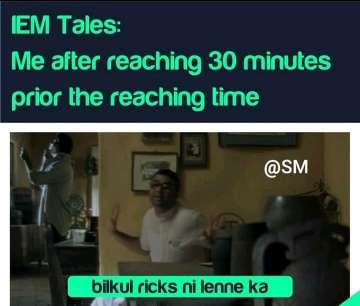 IEM Tales:
Me after reaching 30 minutes
prior the reaching time
@SM
bilkul ricks ni lenne ka